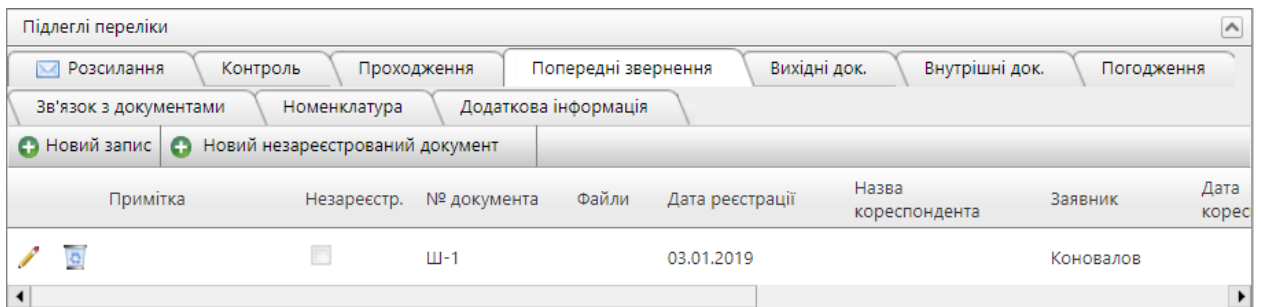 Підлеглі переліки
Розсилання Контроль Проходження Попередні звернення Вихідні док. Внутрішні док. Погодження
Зв'язок з документами Номенклатура Додаткова інформація
Новий запис Новий незареєстрований документ
Примітка Незареєстр. № документа Файли Дата реєстрації Назва кореспондента Заявник Дата корес
Ш-1 03.01.2019 Коновалов